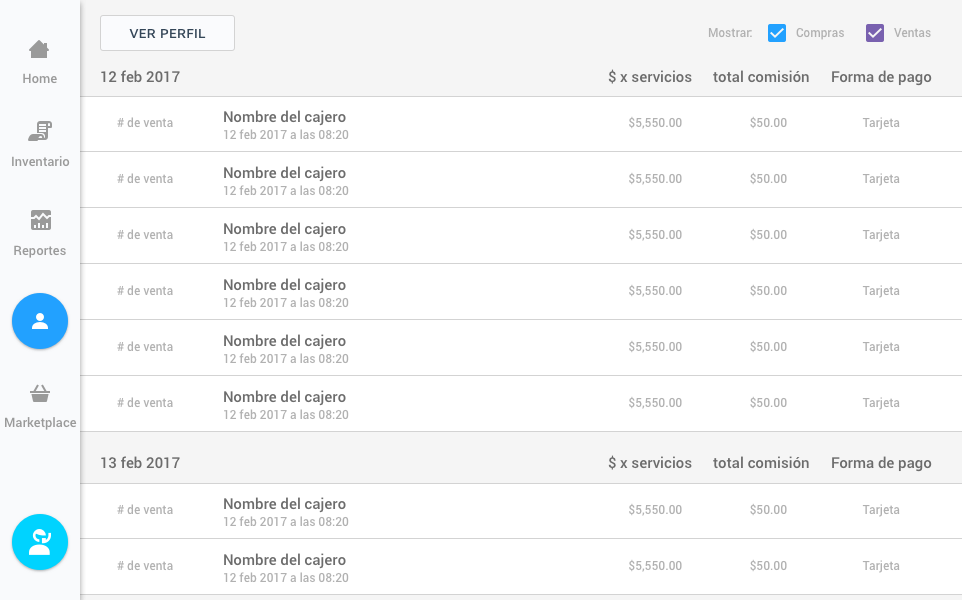 VER PERFIL
Mostrar: Compras Ventas
Home
Inventario
Reportes
Marketplace
12 feb 2017 $ x servicios total comisión Forma de pago
# de venta Nombre del cajero $5,550.00 $50.00 Tarjeta
12 feb 2017 a las 08:20
# de venta Nombre del cajero $5,550.00 $50.00 Tarjeta
12 feb 2017 a las 08:20
# de venta Nombre del cajero $5,550.00 $50.00 Tarjeta
12 feb 2017 a las 08:20
# de venta Nombre del cajero $5,550.00 $50.00 Tarjeta
12 feb 2017 a las 08:20
# de venta Nombre del cajero $5,550.00 $50.00 Tarjeta
12 feb 2017 a las 08:20
# de venta Nombre del cajero $5,550.00 $50.00 Tarjeta
12 feb 2017 a las 08:20
13 feb 2017 $ x servicios total comisión Forma de pago
# de venta Nombre del cajero $5,550.00 $50.00 Tarjeta
12 feb 2017 a las 08:20
# de venta Nombre del cajero $5,550.00 $50.00 Tarjeta
12 feb 2017 a las 08:20